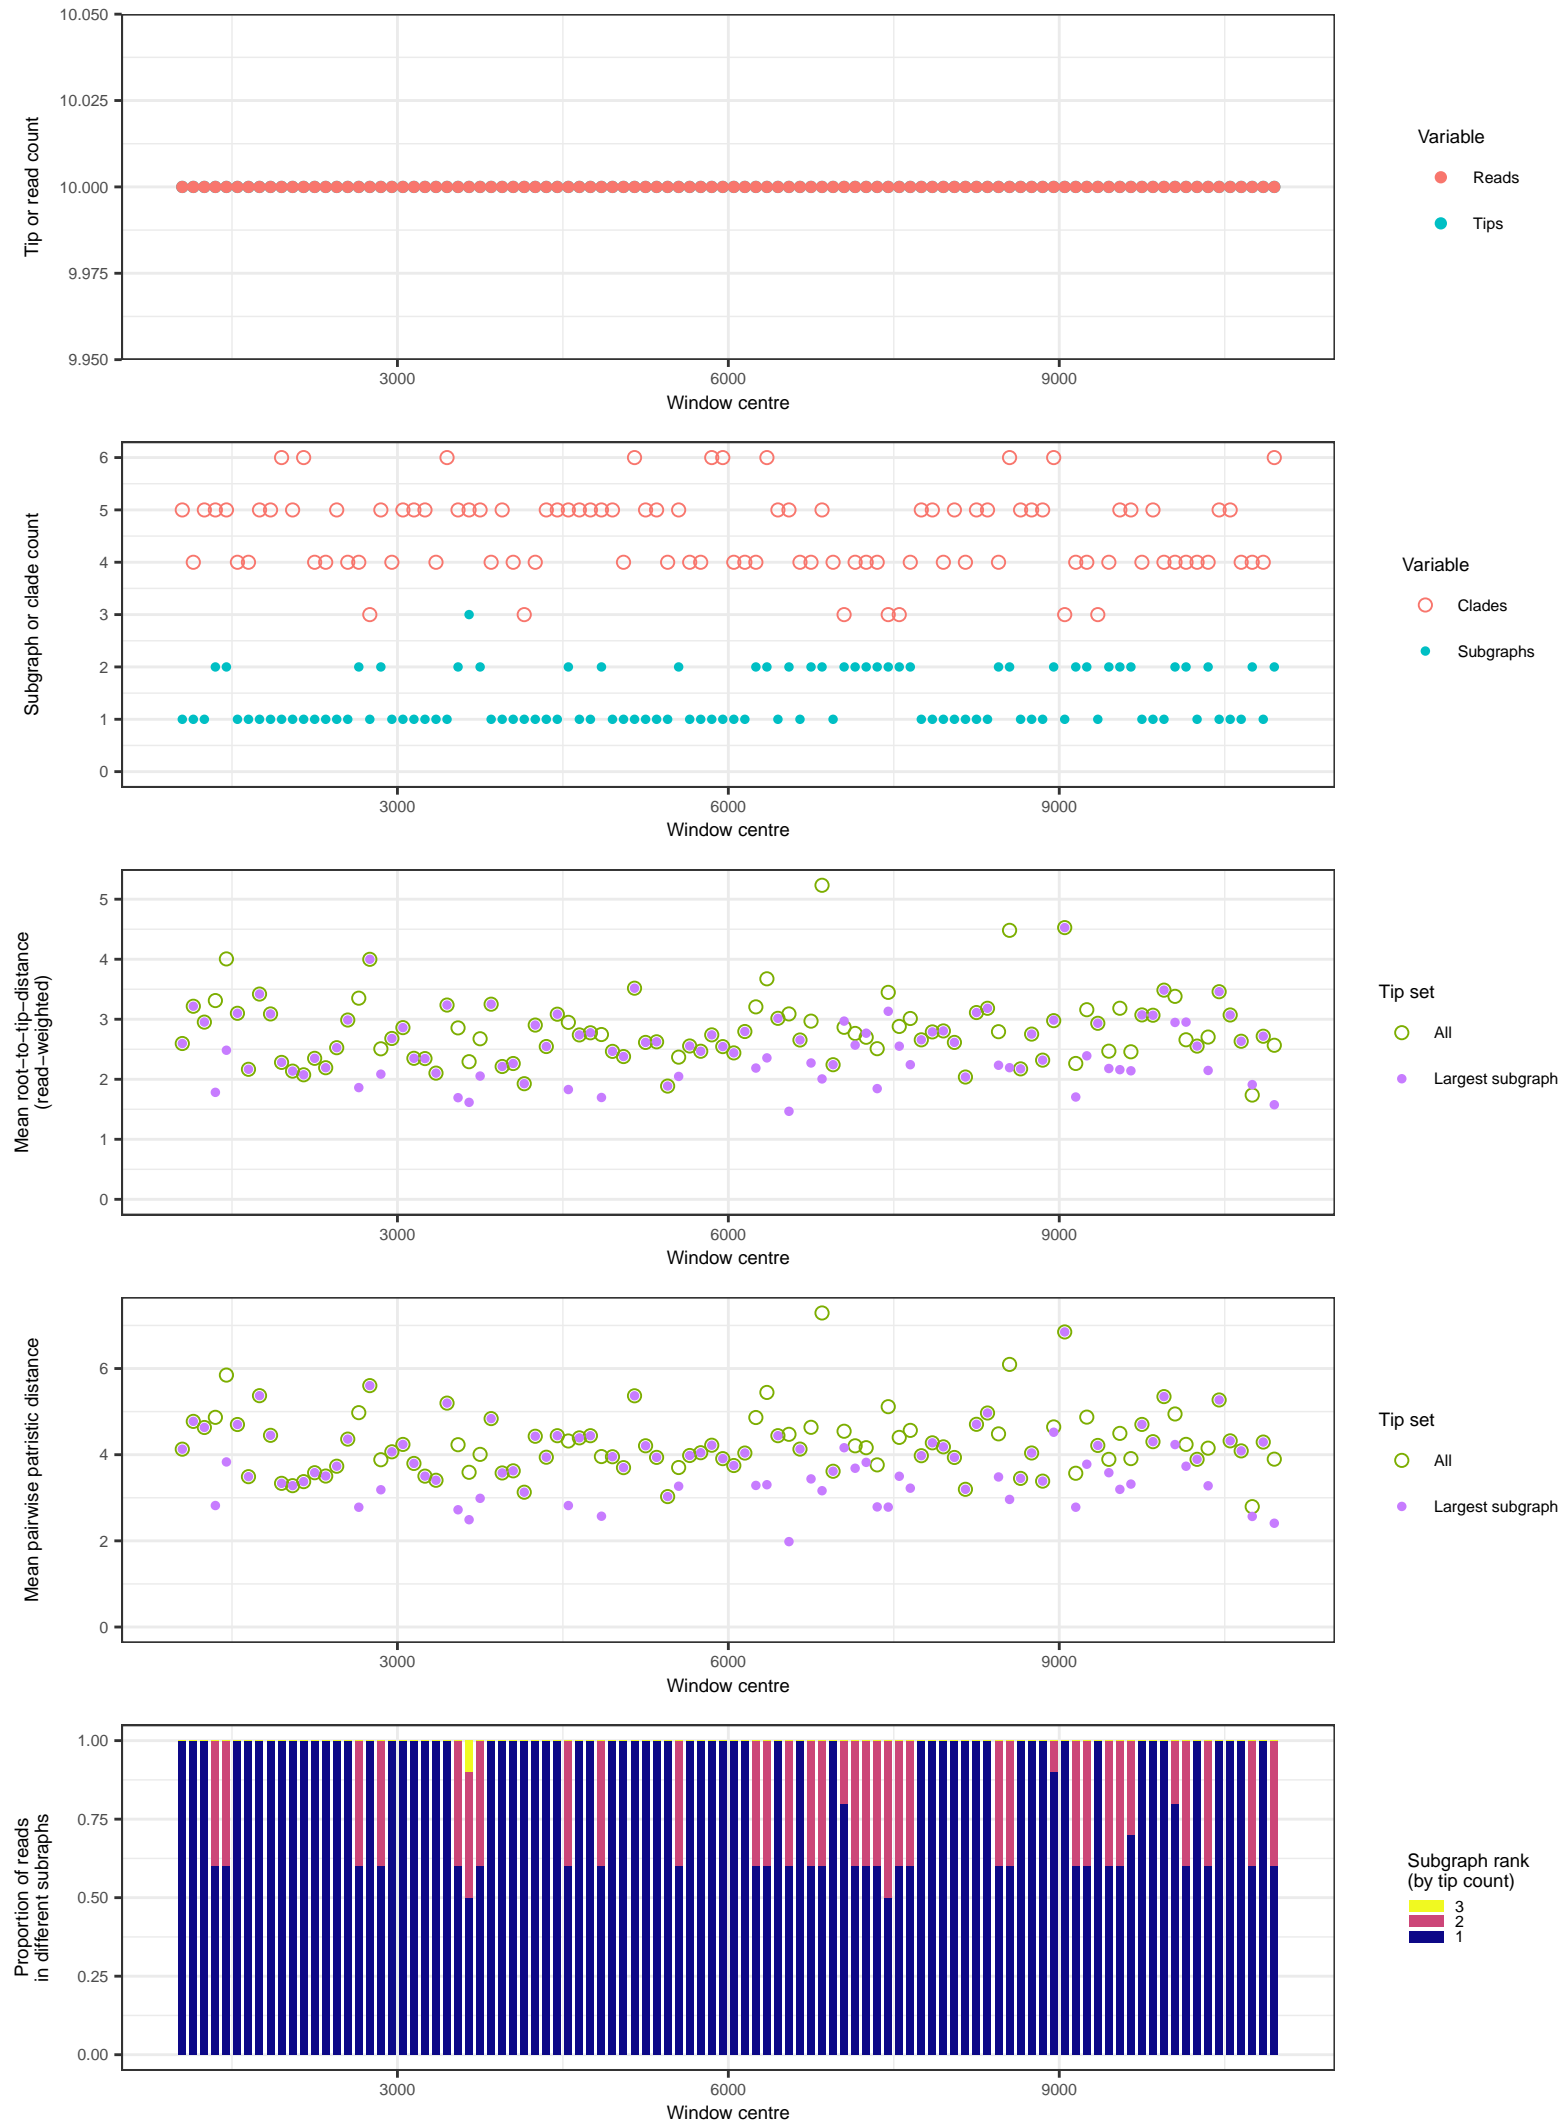 10.050
10.025
10.000
9.975
9.950
Tip or read count
3000 6000 9000
Window centre
Variable
Reads
Tips
6
5
4
3
2
1
0
Subgraph or clade count
3000 6000 9000
Window centre
Variable
Clades
Subgraphs
5
4
3
2
1
0
Mean root−to−tip−distance
(read−weighted)
3000 6000 9000
Window centre
Tip set
All
Largest subgraph
6
4
2
0
Mean pairwise patristic distance
3000 6000 9000
Window centre
Tip set
All
Largest subgraph
1.00
0.75
0.50
0.25
0.00
Proportion of reads
in different subraphs
3000 6000 9000
Window centre
Subgraph rank
(by tip count)
3
2
1